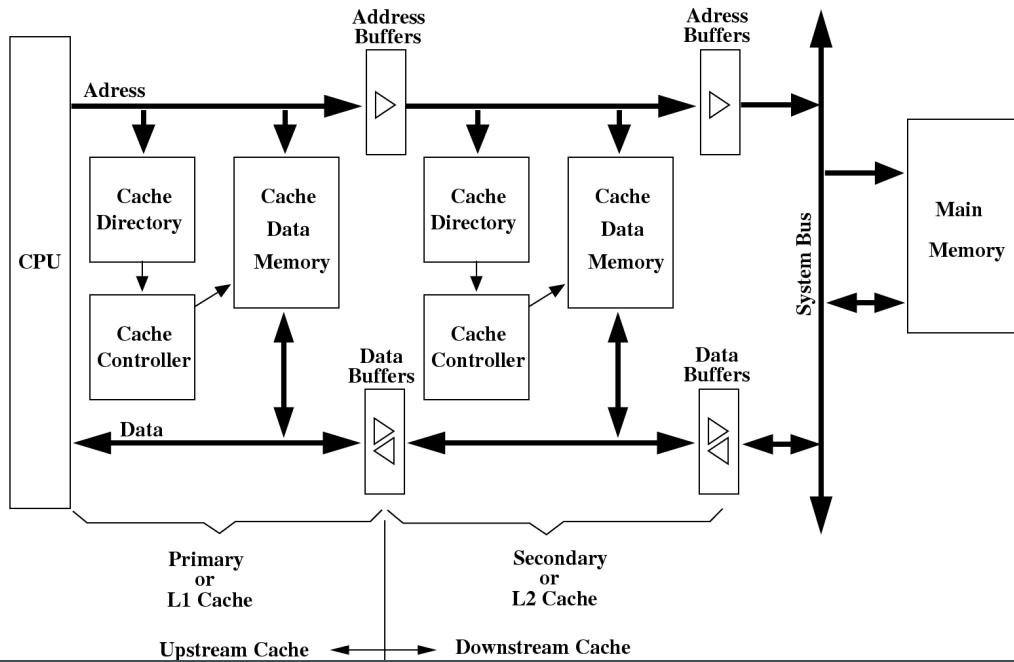 Address
Buffers
Adress
Buffers
Adress
Cache
Directory
Cache
Data
Memory
Cache
Directory
Cache
Data
Memory
CPU
Main
Memory
System Bus
Cache
Controller
Cache
Controller
Data
Buffers
Data
Buffers
Data
Primary
or
L1 Cache
Secondary
or
L2 Cache
Upstream Cache
Downstream Cache